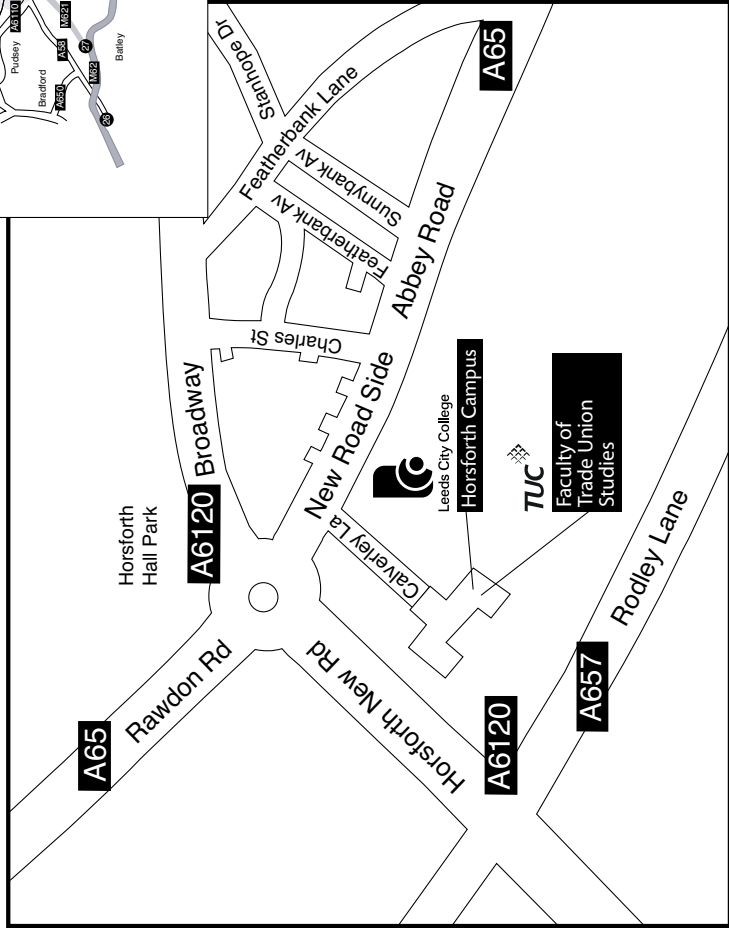 A6110
M621
Pudsey
A58
27
Bradford
M62
Batley
A650
26
Stanhope Dr
Featherbank Lane
A65
Sunnybank Av
Featherbank Av
Abbey Road
Charles St
Broadway
A6120
New Road Side
Horsforth
Hall Park
Leeds City College
Horsforth Campus
TUC
Faculty of
Trade Union
Studies
Calverley La
Rawdon Rd
A65
Horsforth New Rd
A6120
Rodley Lane
A657